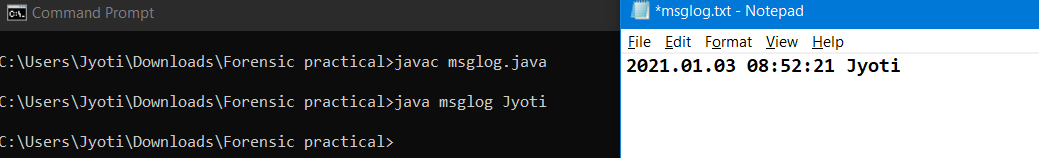 Command Prompt
C:\Users\Jyoti\Downloads\Forensic practical>javac msglog.java
C:\Users\Jyoti\Downloads\Forensic practical>java msglog Jyoti
C:\Users\Jyoti\Downloads\Forensic practical>
*msglog.txt - Notepad
File Edit Format View Help
2021.01.03 08:52:21 Jyoti